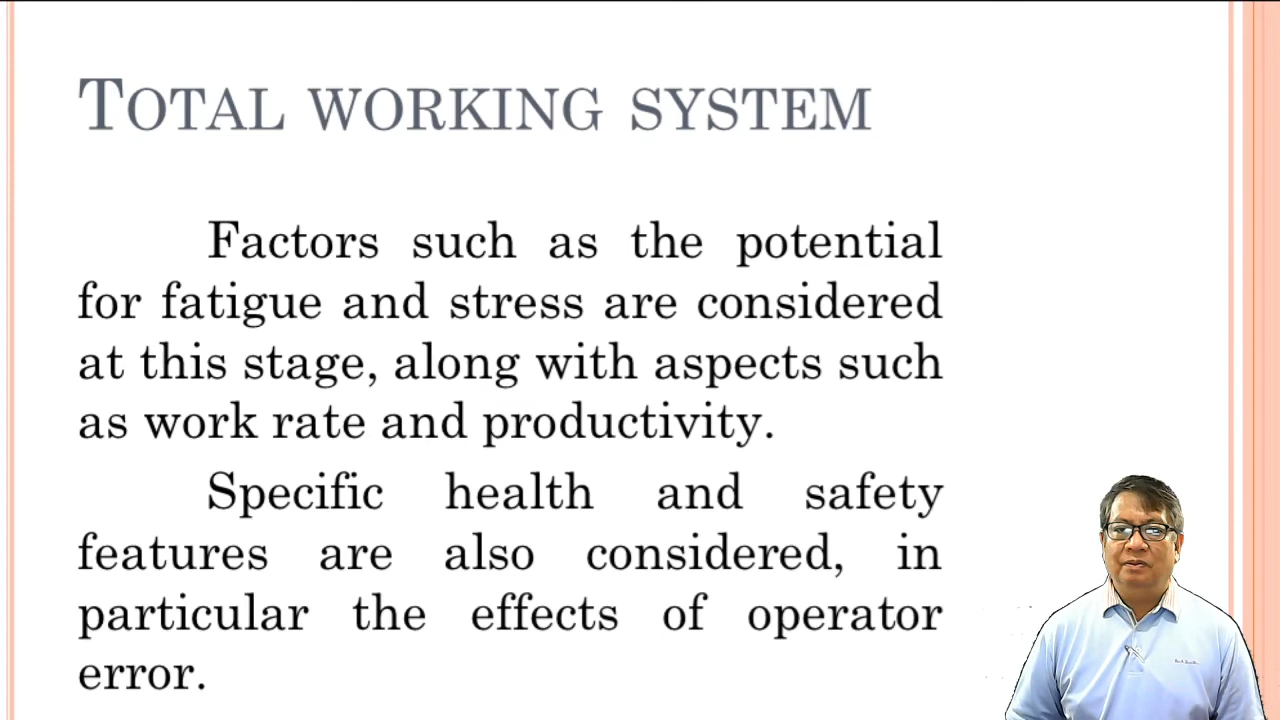 TOTAL WORKING SYSTEM
Factors such as the potential
for fatigue and stress are considered
at this stage, along with aspects such
as work rate and productivity.
Specific health and safety
features are also considered, in
particular the effects of operator
error.